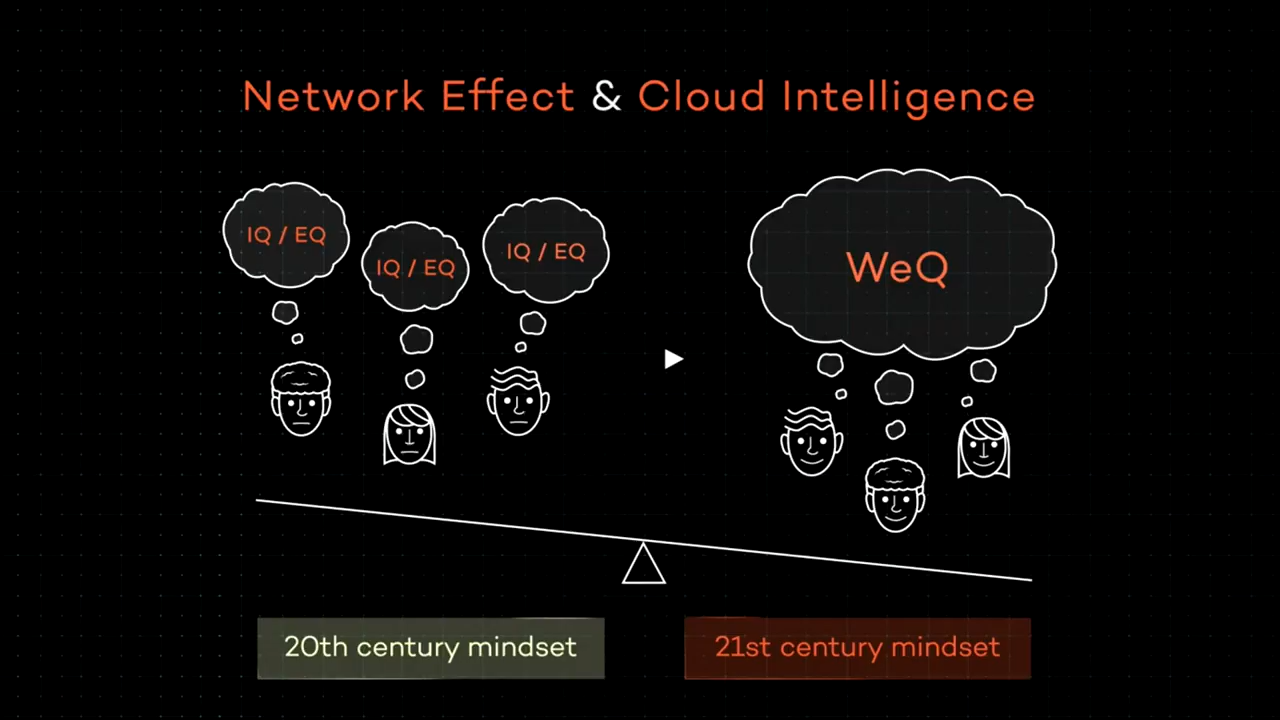 Network Effect & Cloud Intelligence
IQ / EQ
IQ / EQ
IQ / EQ
WeQ
20th century mindset
21st century mindset